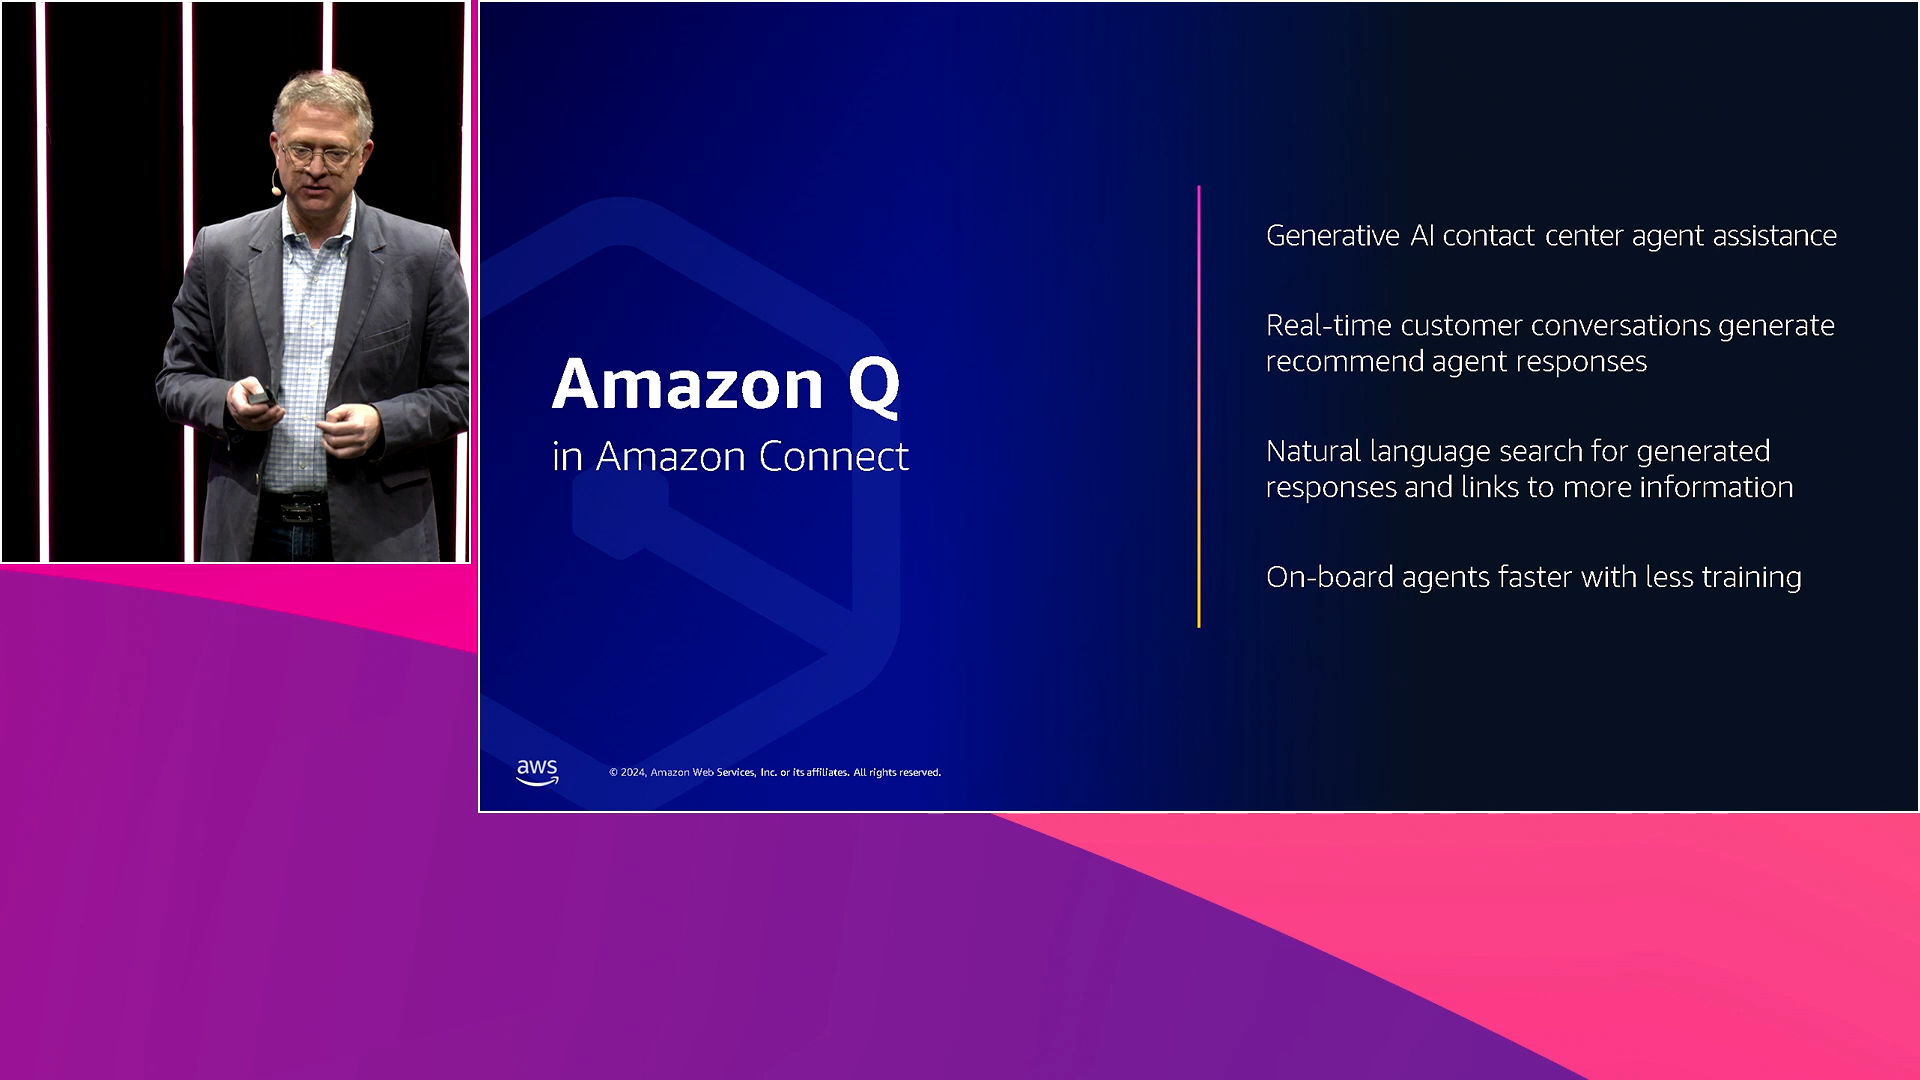 Amazon Q
in Amazon Connect
Generative AI contact center agent assistance
Real-time customer conversations generate
recommend agent responses
Natural language search for generated
responses and links to more information
On-board agents faster with less training
aws
© 2024, Amazon Web Services, Inc. or its affiliates. All rights reserved.